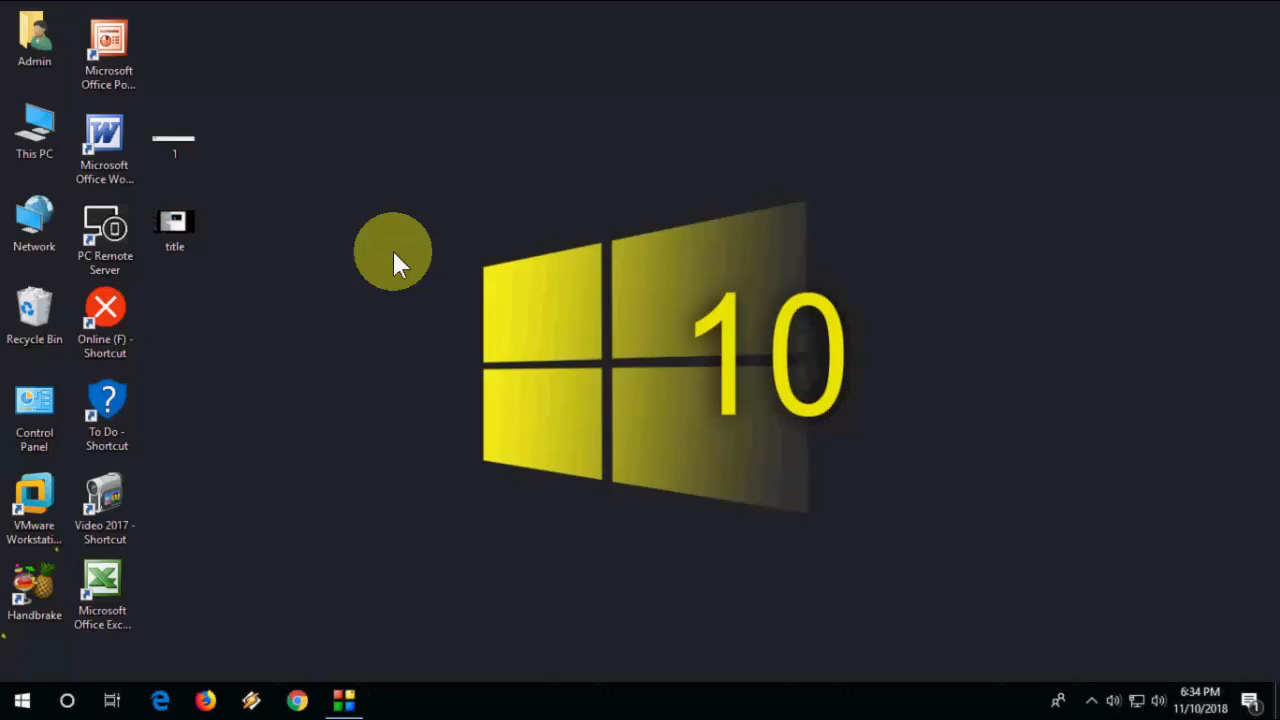 Admin
Microsoft
Office Po...
This PC
Microsoft
Office Wo...
1
Network
PC Remote
Server
title
Recycle Bin
Online (F) -
Shortcut
Control
Panel
To Do -
Shortcut
VMware
Workstati...
Video 2017 -
Shortcut
Handbrake
Microsoft
Office Exc...
10
6:34 PM
11/10/2018
1